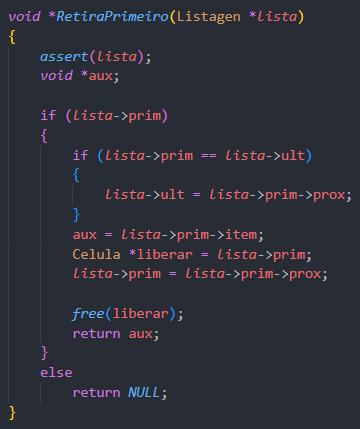 void *RetiraPrimeiro(Listagen *lista)
{
    assert(lista);
    void *aux;

    if (lista->prim)
    {
        if (lista->prim == lista->ult)
        {
            lista->ult = lista->prim->prox;
        }
        aux = lista->prim->item;
        Celula *liberar = lista->prim;
        lista->prim = lista->prim->prox;

        free(liberar);
        return aux;
    }
    else
        return NULL;
}